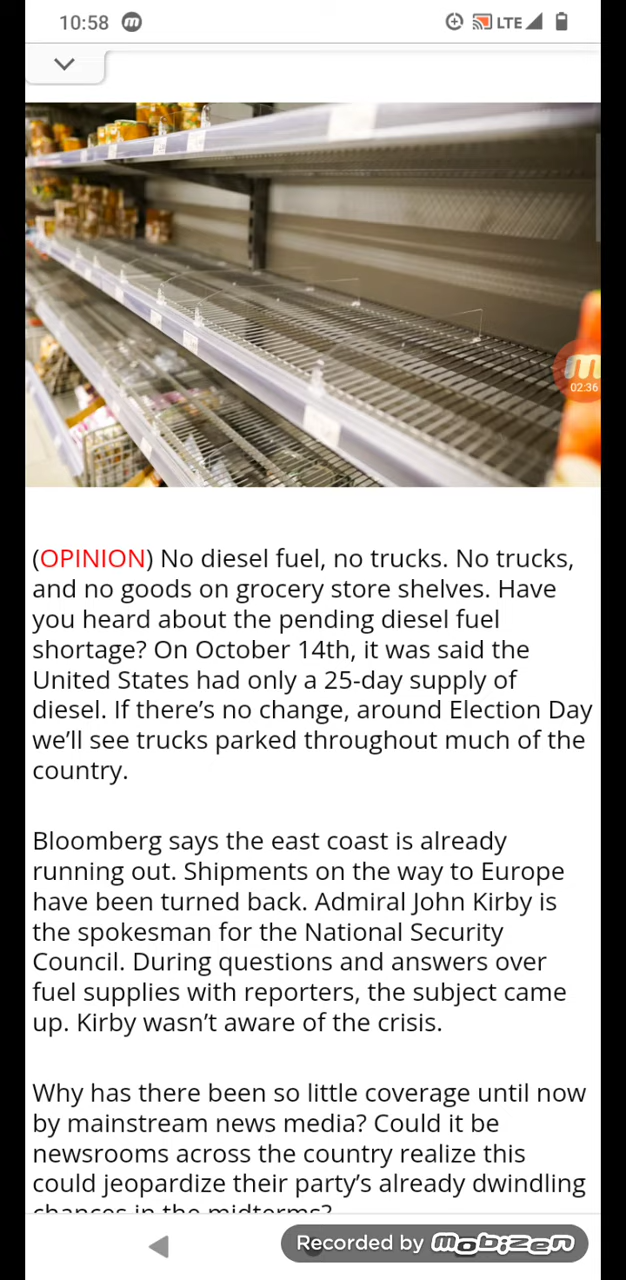 10:58
LTE
02:36
(OPINION) No diesel fuel, no trucks. No trucks,
and no goods on grocery store shelves. Have
you heard about the pending diesel fuel
shortage? On October 14th, it was said the
United States had only a 25-day supply of
diesel. If there’s no change, around Election Day
we’ll see trucks parked throughout much of the
country.
Bloomberg says the east coast is already
running out. Shipments on the way to Europe
have been turned back. Admiral John Kirby is
the spokesman for the National Security
Council. During questions and answers over
fuel supplies with reporters, the subject came
up. Kirby wasn’t aware of the crisis.
Why has there been so little coverage until now
by mainstream news media? Could it be
newsrooms across the country realize this
could jeopardize their party’s already dwindling
chances in the midterms?
Recorded by mobizen